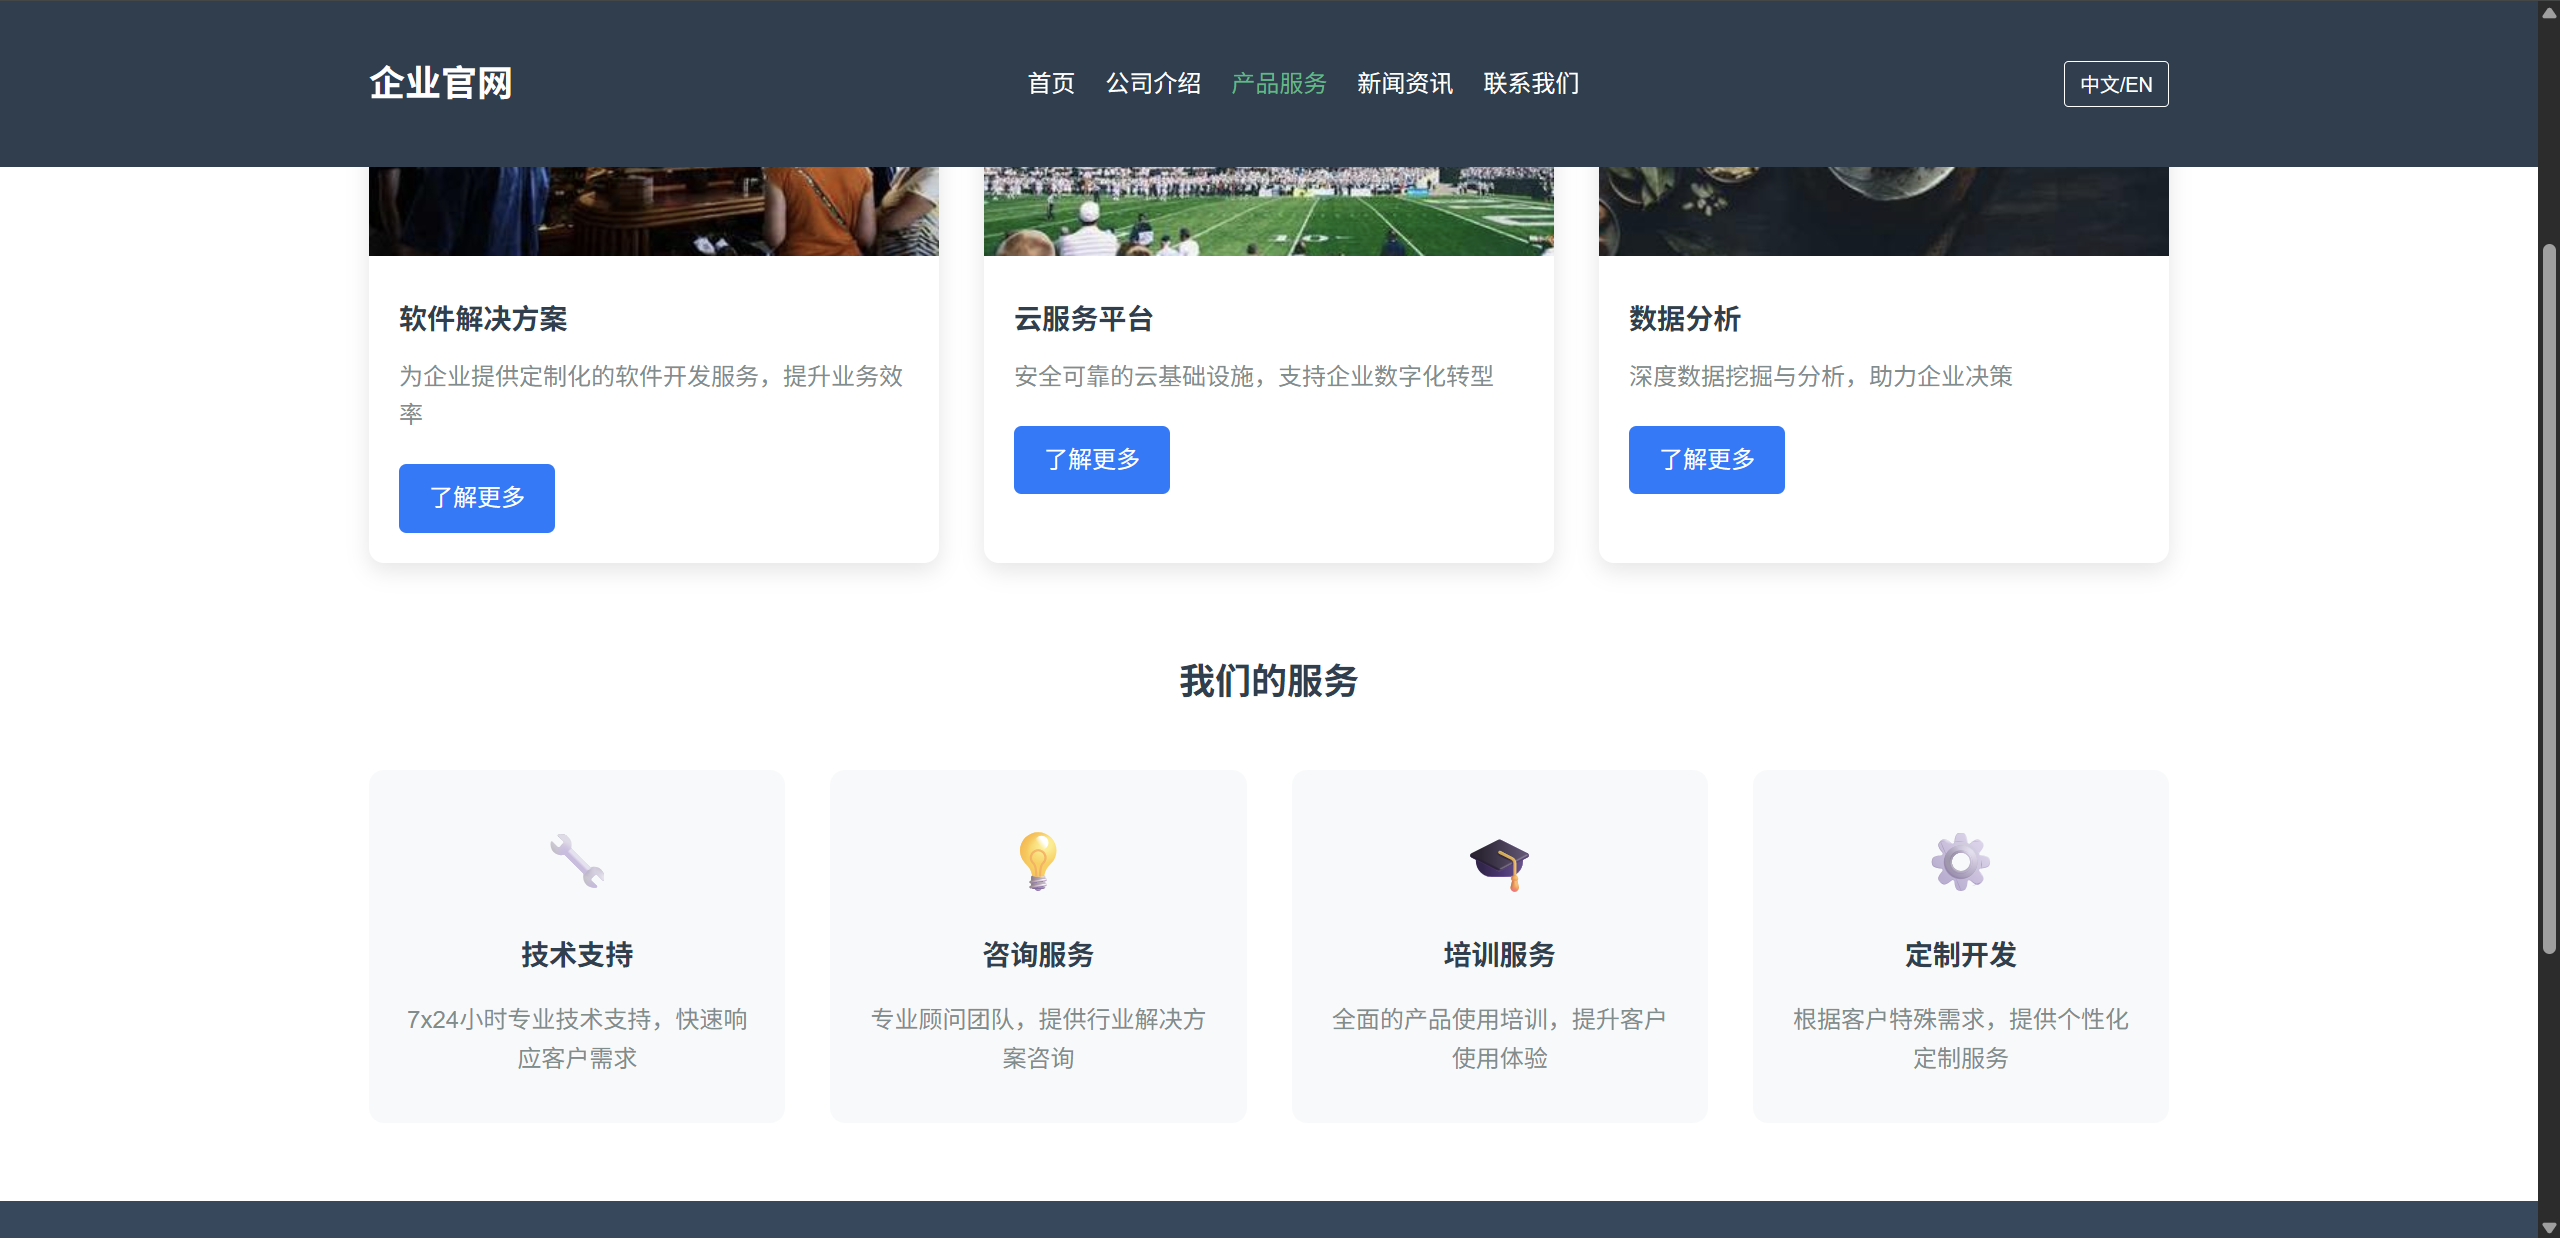 企业官网
首页 公司介绍 产品服务 新闻资讯 联系我们
中文/EN
软件解决方案
为企业提供定制化的软件开发服务，提升业务效
率
了解更多
云服务平台
安全可靠的云基础设施，支持企业数字化转型
了解更多
数据分析
深度数据挖掘与分析，助力企业决策
了解更多
我们的服务
技术支持
7x24小时专业技术支持，快速响
应客户需求
咨询服务
专业顾问团队，提供行业解决方
案咨询
培训服务
全面的产品使用培训，提升客户
使用体验
定制开发
根据客户特殊需求，提供个性化
定制服务